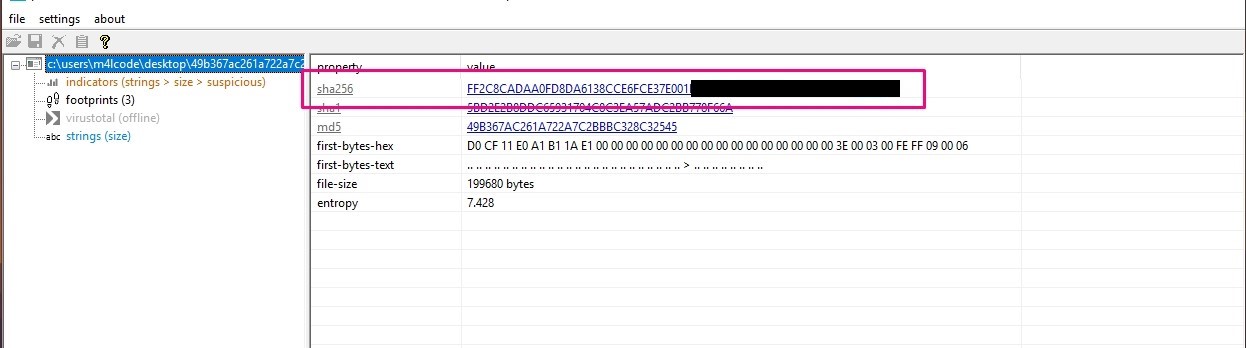 file settings about
c:\users\m4lcode\desktop\49b367ac261a722a7c2
indicators (strings > size > suspicious)
footprints (3)
virustotal (offline)
abc strings (size)
property value
sha256 FF2C8CADAA0FD8DA6138CCE6FCE37E001
sha1
md5 49B367AC261A722A7C2BBBC328C32545
first-bytes-hex D0 CF 11 E0 A1 B1 1A E1 00 00 00 00 00 00 00 00 00 00 00 00 00 00 00 00 3E 00 03 00 FE FF 09 00 06
first-bytes-text .. .. .. .. .. .. .. .. .. .. .. .. .. .. .. .. .. .. .. .. .. .. .. .. > .. .. .. .. .. .. .. ..
file-size 199680 bytes
entropy 7.428